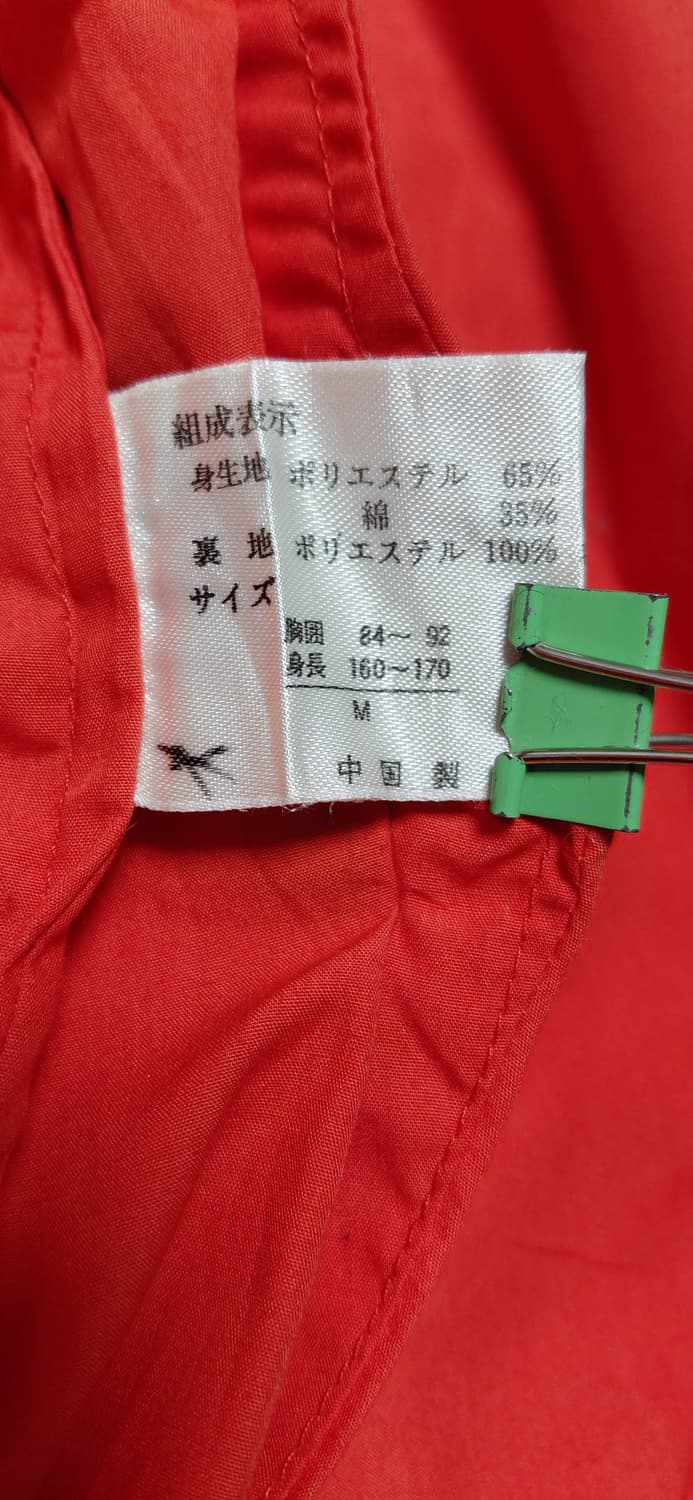 組成表示
身生地 ポリエステル 65%
綿 35%
裏 地 ポリエステル 100%
サイズ
胸囲 84～ 92
身長 160～170
M
中 国 製